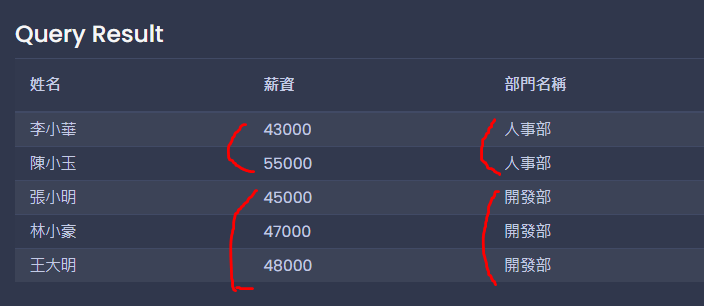 Query Result
姓名 薪資 部門名稱
李小華 43000 人事部
陳小玉 55000 人事部
張小明 45000 開發部
林小豪 47000 開發部
王大明 48000 開發部